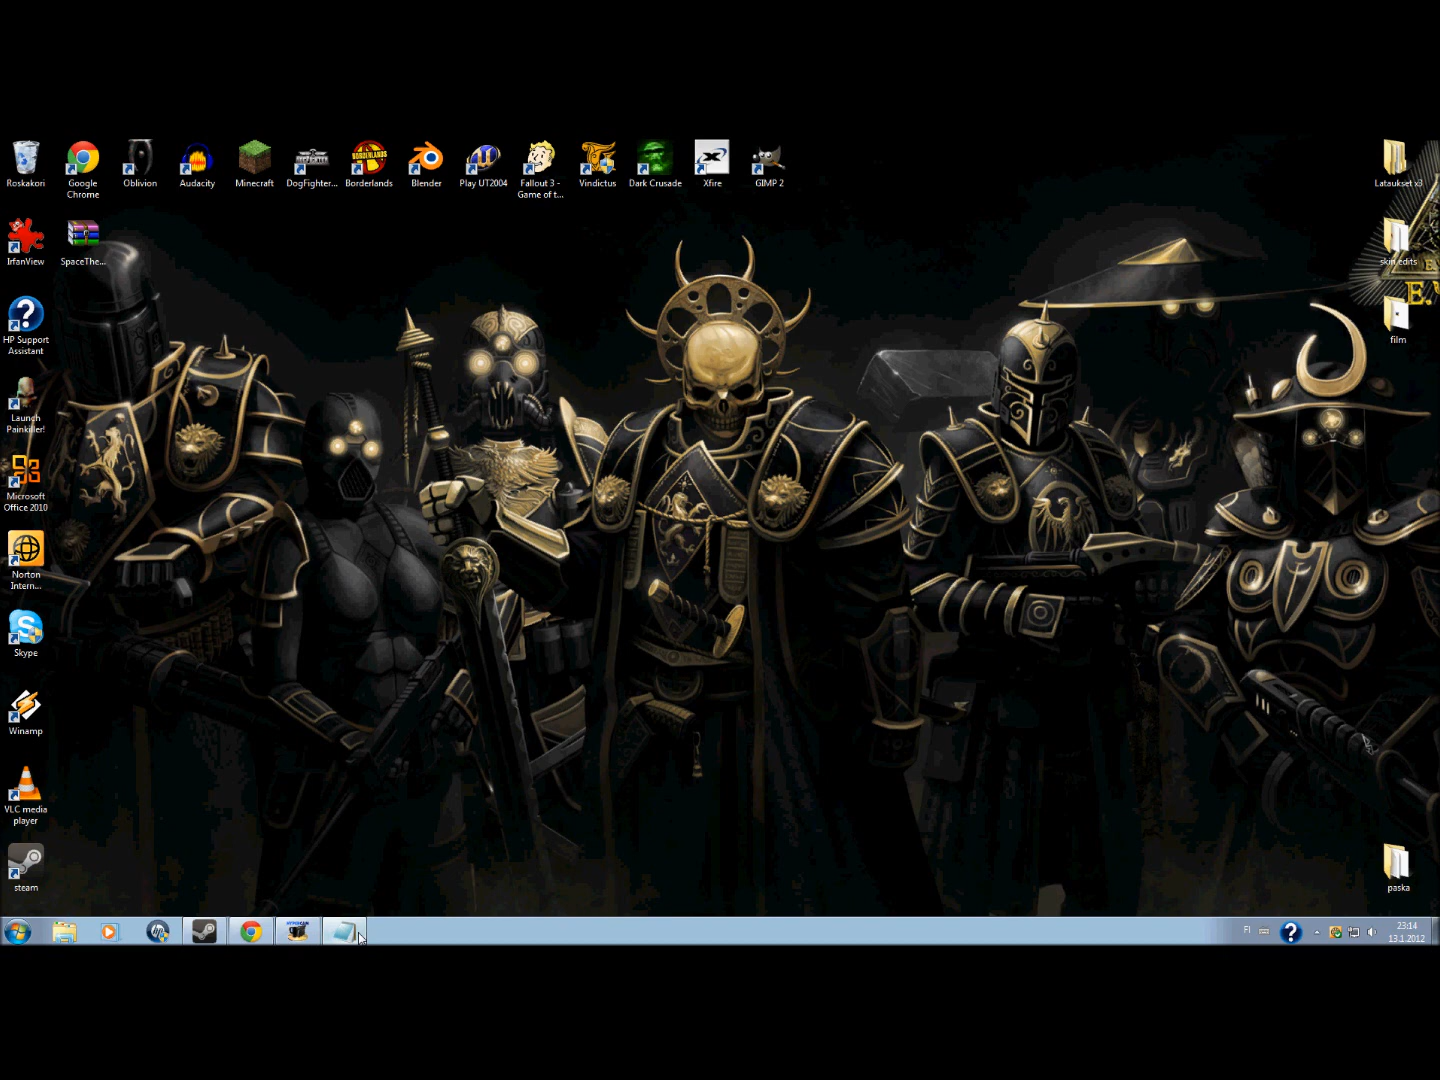 Roskakori
Google
Chrome
Oblivion
Audacity
Minecraft
DogFighter...
BORDERLANDS
Borderlands
Blender
Play UT2004
Fallout 3 -
Game of t...
Vindictus
Dark Crusade
Xfire
GIMP 2
Lataukset x3
IrfanView
SpaceThe...
skin edits
E.
HP Support
Assistant
film
Launch
Painkiller!
Microsoft
Office 2010
Norton
Intern...
Skype
Winamp
VLC media
player
steam
paska
hp
FI
23:14
13.1.2012